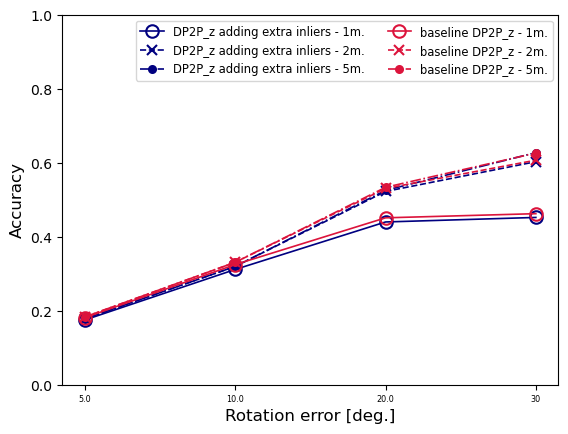 1.0
0.8
0.6
0.4
0.2
0.0
Accuracy
DP2P_z adding extra inliers - 1m.
DP2P_z adding extra inliers - 2m.
DP2P_z adding extra inliers - 5m.
baseline DP2P_z - 1m.
baseline DP2P_z - 2m.
baseline DP2P_z - 5m.
5.0 10.0 20.0 30
Rotation error [deg.]